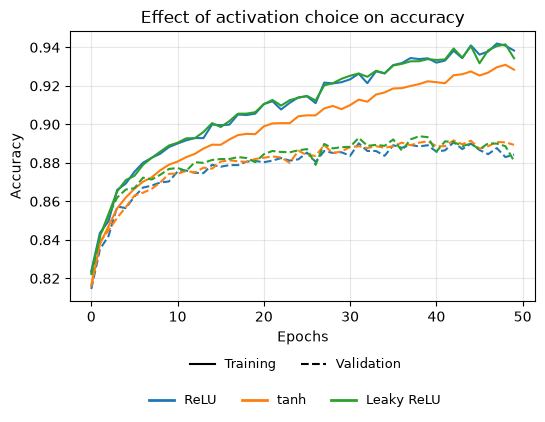 Effect of activation choice on accuracy
Accuracy
0.94
0.92
0.90
0.88
0.86
0.84
0.82
0 10 20 30 40 50
Epochs
Training Validation
ReLU tanh Leaky ReLU